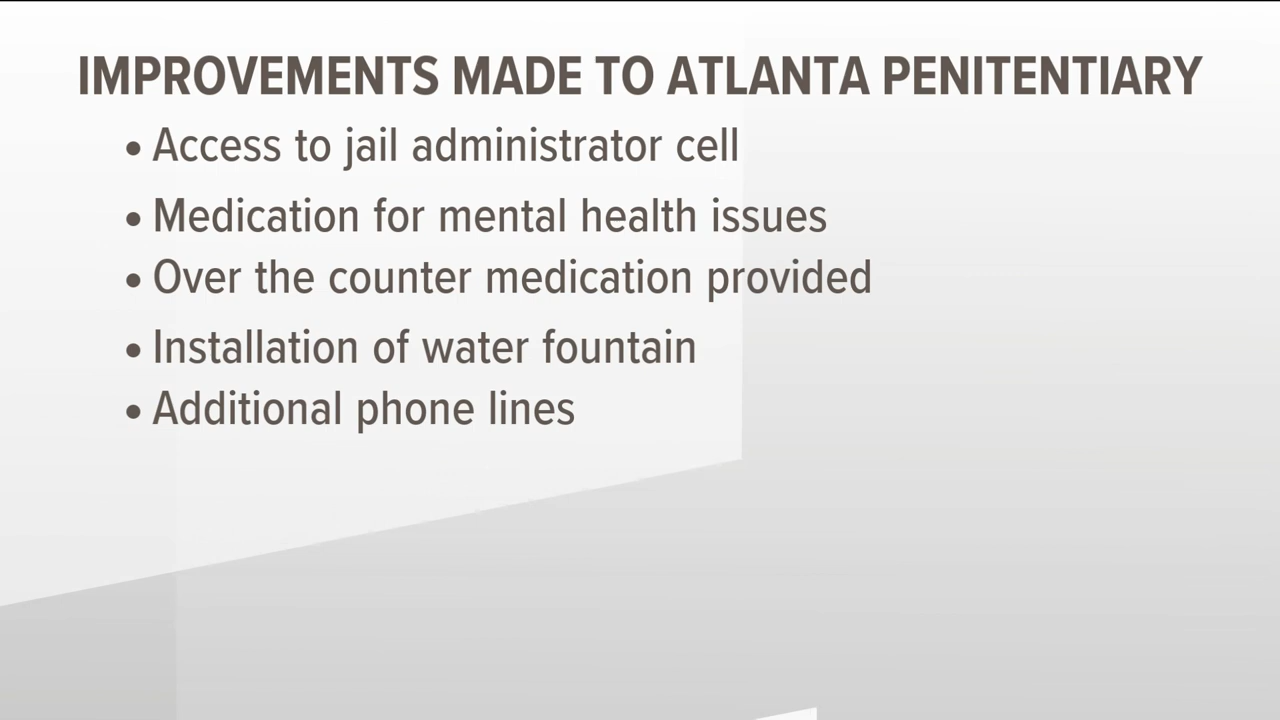 IMPROVEMENTS MADE TO ATLANTA PENITENTIARY
• Access to jail administrator cell
• Medication for mental health issues
• Over the counter medication provided
• Installation of water fountain
• Additional phone lines